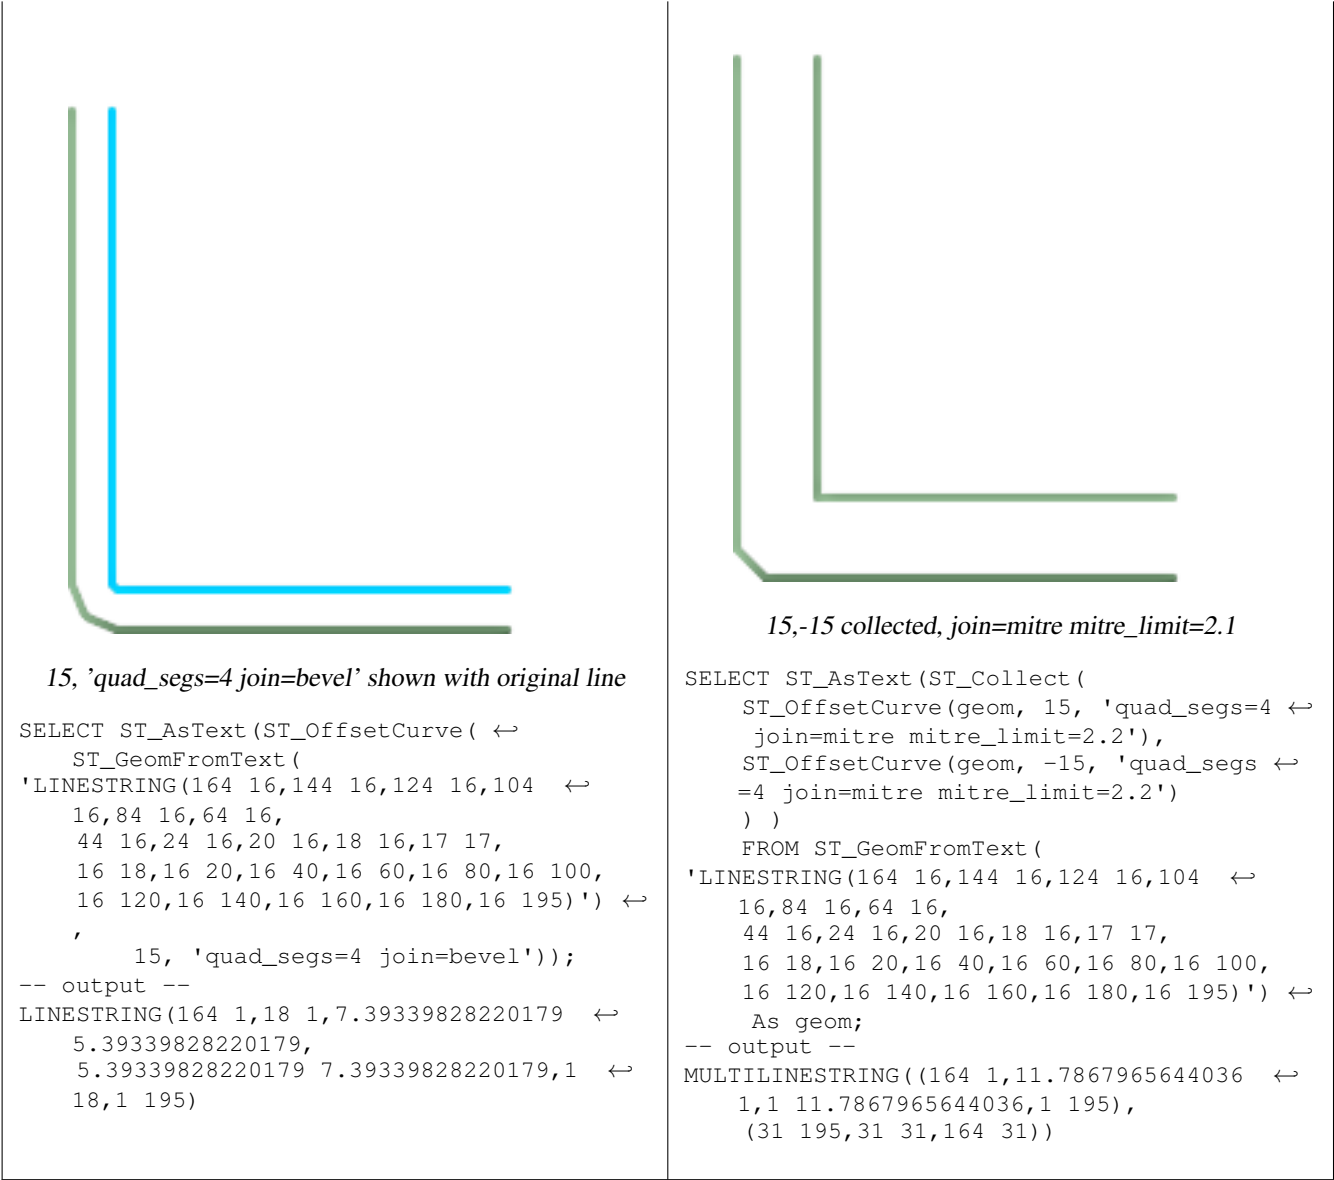 15, ’quad_segs=4 join=bevel’ shown with original line
SELECT ST_AsText(ST_OffsetCurve( ↩
ST_GeomFromText(
'LINESTRING(164 16,144 16,124 16,104 ↩
16,84 16,64 16,
44 16,24 16,20 16,18 16,17 17,
16 18,16 20,16 40,16 60,16 80,16 100,
16 120,16 140,16 160,16 180,16 195)') ↩
,
15, 'quad_segs=4 join=bevel'));
-- output --
LINESTRING(164 1,18 1,7.39339828220179 ↩
5.39339828220179,
5.39339828220179 7.39339828220179,1 ↩
18,1 195)
15,-15 collected, join=mitre mitre_limit=2.1
SELECT ST_AsText(ST_Collect(
ST_OffsetCurve(geom, 15, 'quad_segs=4 ↩
join=mitre mitre_limit=2.2'),
ST_OffsetCurve(geom, -15, 'quad_segs ↩
=4 join=mitre mitre_limit=2.2')
) )
FROM ST_GeomFromText(
'LINESTRING(164 16,144 16,124 16,104 ↩
16,84 16,64 16,
44 16,24 16,20 16,18 16,17 17,
16 18,16 20,16 40,16 60,16 80,16 100,
16 120,16 140,16 160,16 180,16 195)') ↩
As geom;
-- output --
MULTILINESTRING((164 1,11.7867965644036 ↩
1,1 11.7867965644036,1 195),
(31 195,31 31,164 31))